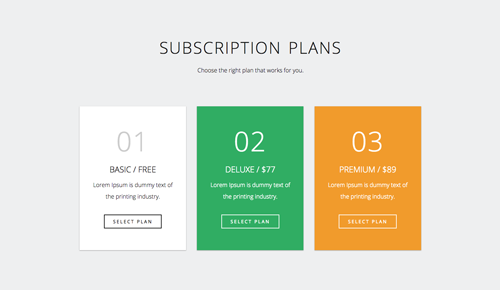 SUBSCRIPTION PLANS
Choose the right plan that works for you.
01
BASIC / FREE
Lorem Ipsum is dummy text of
the printing industry.
SELECT PLAN
02
DELUXE / $77
Lorem Ipsum is dummy text of
the printing industry.
SELECT PLAN
03
PREMIUM / $89
Lorem Ipsum is dummy text of
the printing industry.
SELECT PLAN